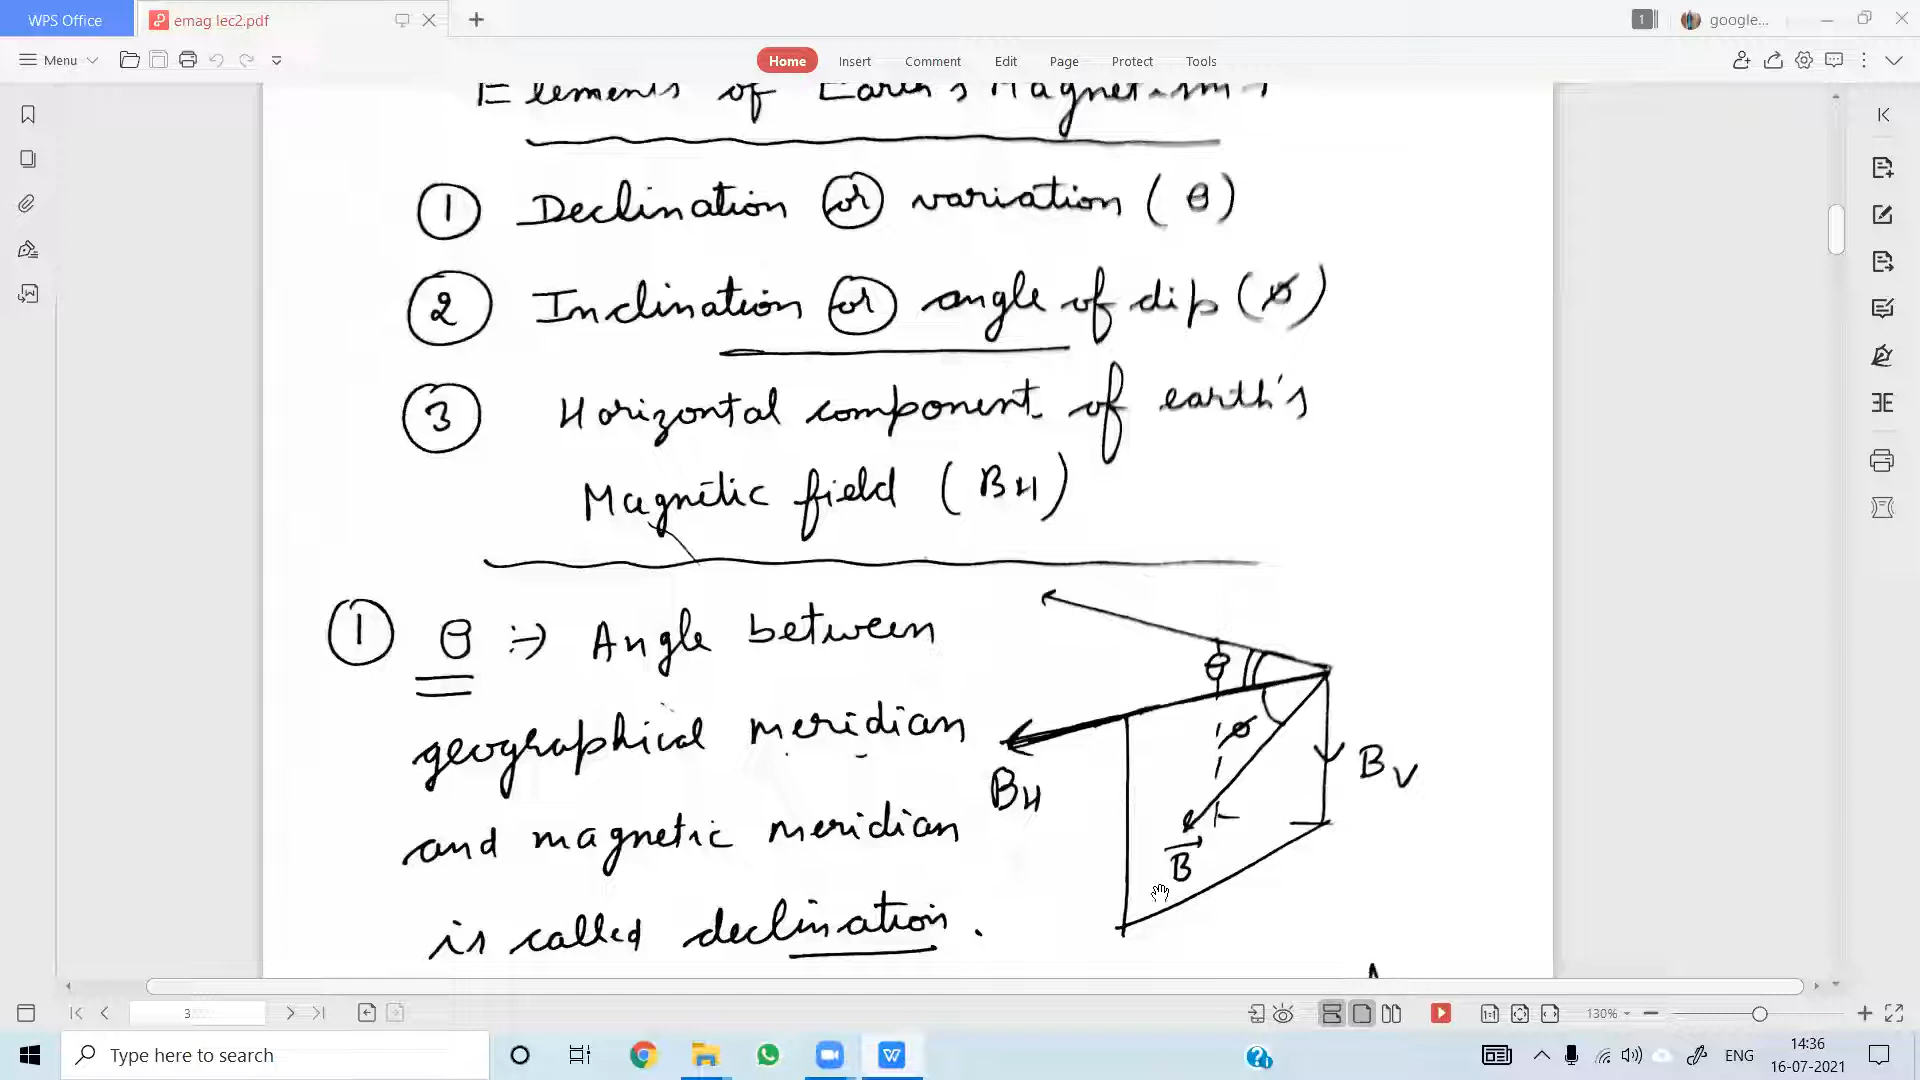 WPS Office
emag lec2.pdf
1
google...
Menu
Home Insert Comment Edit Page Protect Tools
Elements of Earth's Magnetism:
① Declination or variation (θ)
② Inclination or angle of dip (ø)
③ Horizontal component of earth's
Magnetic field (BH)
① θ :→ Angle between
geographical meridian
and magnetic meridian
is called declination.
θ
ø
BH
BV
B
3
130%
Type here to search
ENG
14:36
16-07-2021